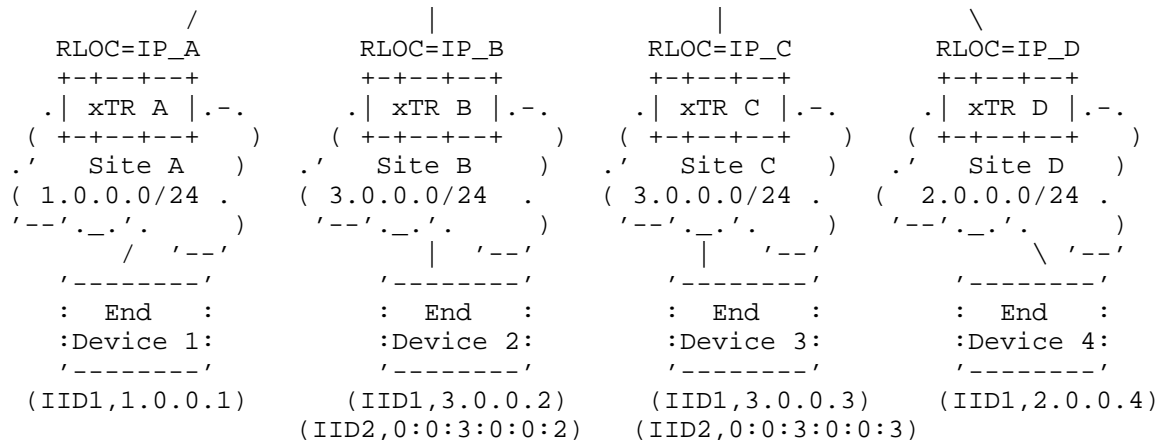 / | | \
RLOC=IP_A RLOC=IP_B RLOC=IP_C RLOC=IP_D
+-+--+--+ +-+--+--+ +-+--+--+ +-+--+--+
.| xTR A |.-. .| xTR B |.-. .| xTR C |.-. .| xTR D |.-.
( +-+--+--+ ) ( +-+--+--+ ) ( +-+--+--+ ) ( +-+--+--+ )
.' Site A ) .' Site B ) .' Site C ) .' Site D )
( 1.0.0.0/24 . ( 3.0.0.0/24 . ( 3.0.0.0/24 . ( 2.0.0.0/24 .
'--'._.'. ) '--'._.'. ) '--'._.'. ) '--'._.'. )
/ '--' | '--' | '--' \ '--'
'--------' '--------' '--------' '--------'
: End : : End : : End : : End :
:Device 1: :Device 2: :Device 3: :Device 4:
'--------' '--------' '--------' '--------'
(IID1,1.0.0.1) (IID1,3.0.0.2) (IID1,3.0.0.3) (IID1,2.0.0.4)
(IID2,0:0:3:0:0:2) (IID2,0:0:3:0:0:3)